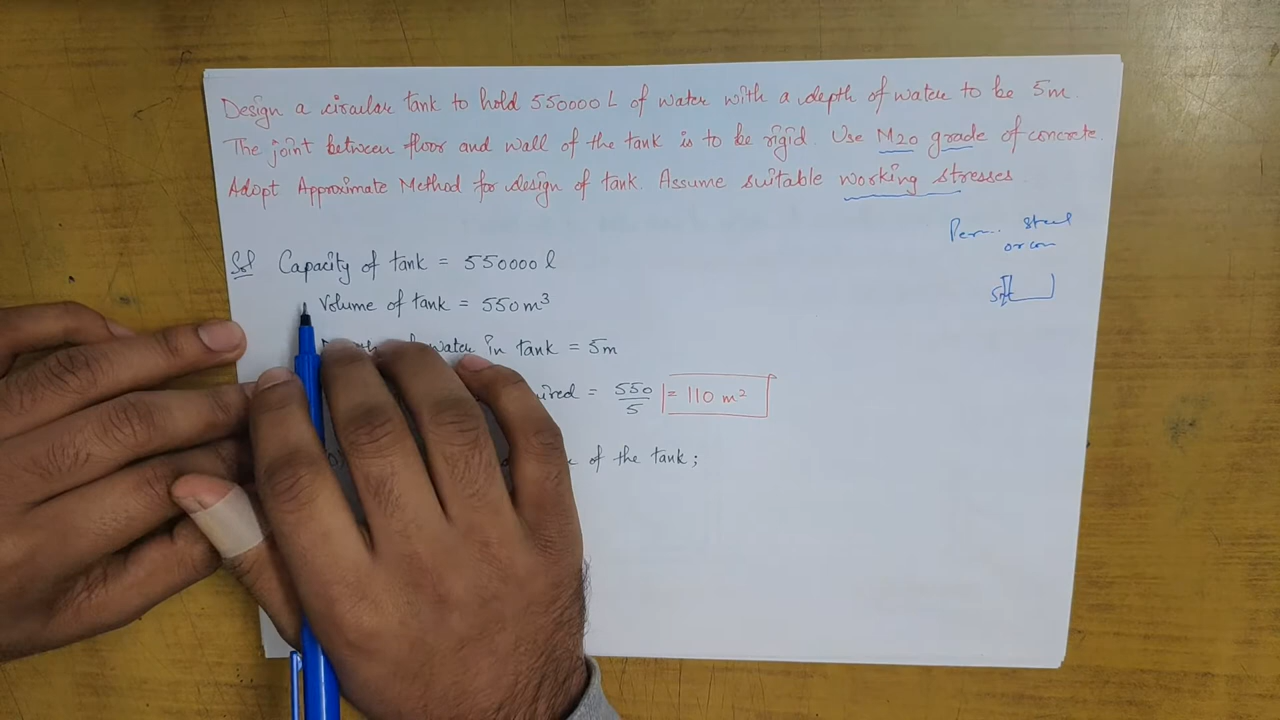 Design a circular tank to hold 550000 L of water with a depth of water to be 5m.
The joint between floor and wall of the tank is to be rigid. Use M20 grade of concrete.
Adopt Approximate Method for design of tank. Assume suitable working stresses
Perm. steel
or con
5m
Sol Capacity of tank = 550000 l
Volume of tank = 550 m³
water in tank = 5m
= 550/5 = 110 m²
of the tank;